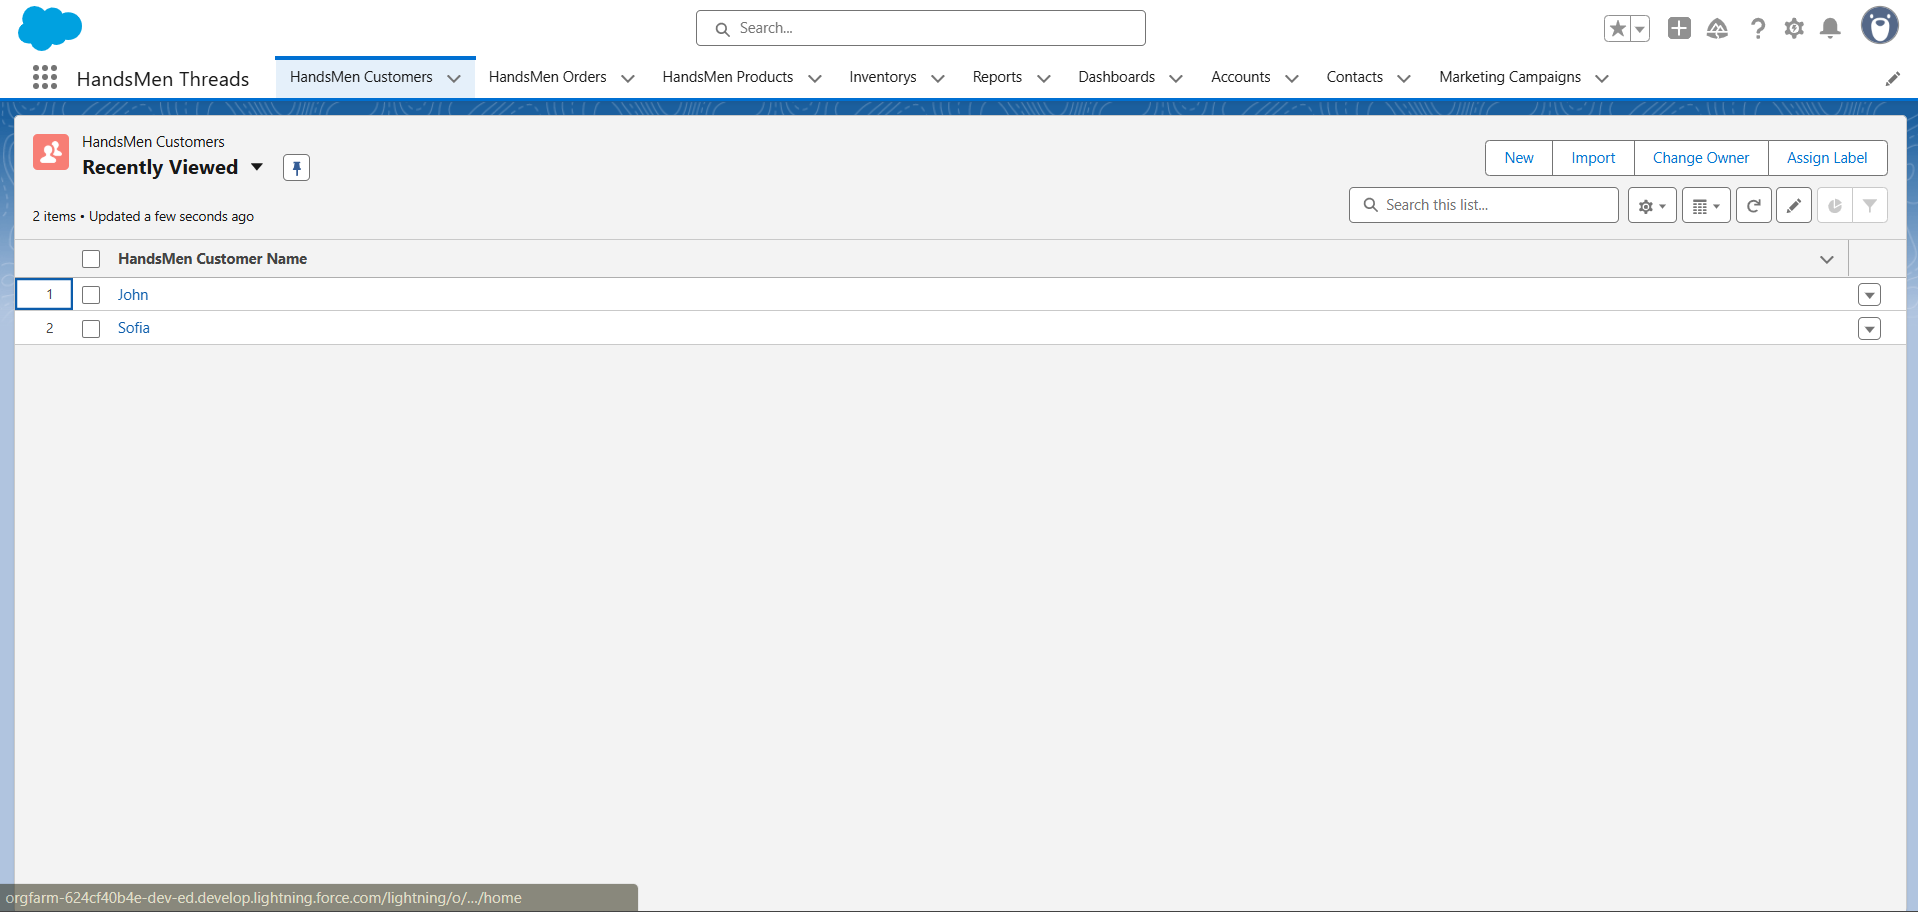 Search...
HandsMen Threads HandsMen Customers HandsMen Orders HandsMen Products Inventorys Reports Dashboards Accounts Contacts Marketing Campaigns
HandsMen Customers
Recently Viewed
New Import Change Owner Assign Label
2 items • Updated a few seconds ago
Search this list...
HandsMen Customer Name
1 John
2 Sofia
orgfarm-624cf40b4e-dev-ed.develop.lightning.force.com/lightning/o/.../home